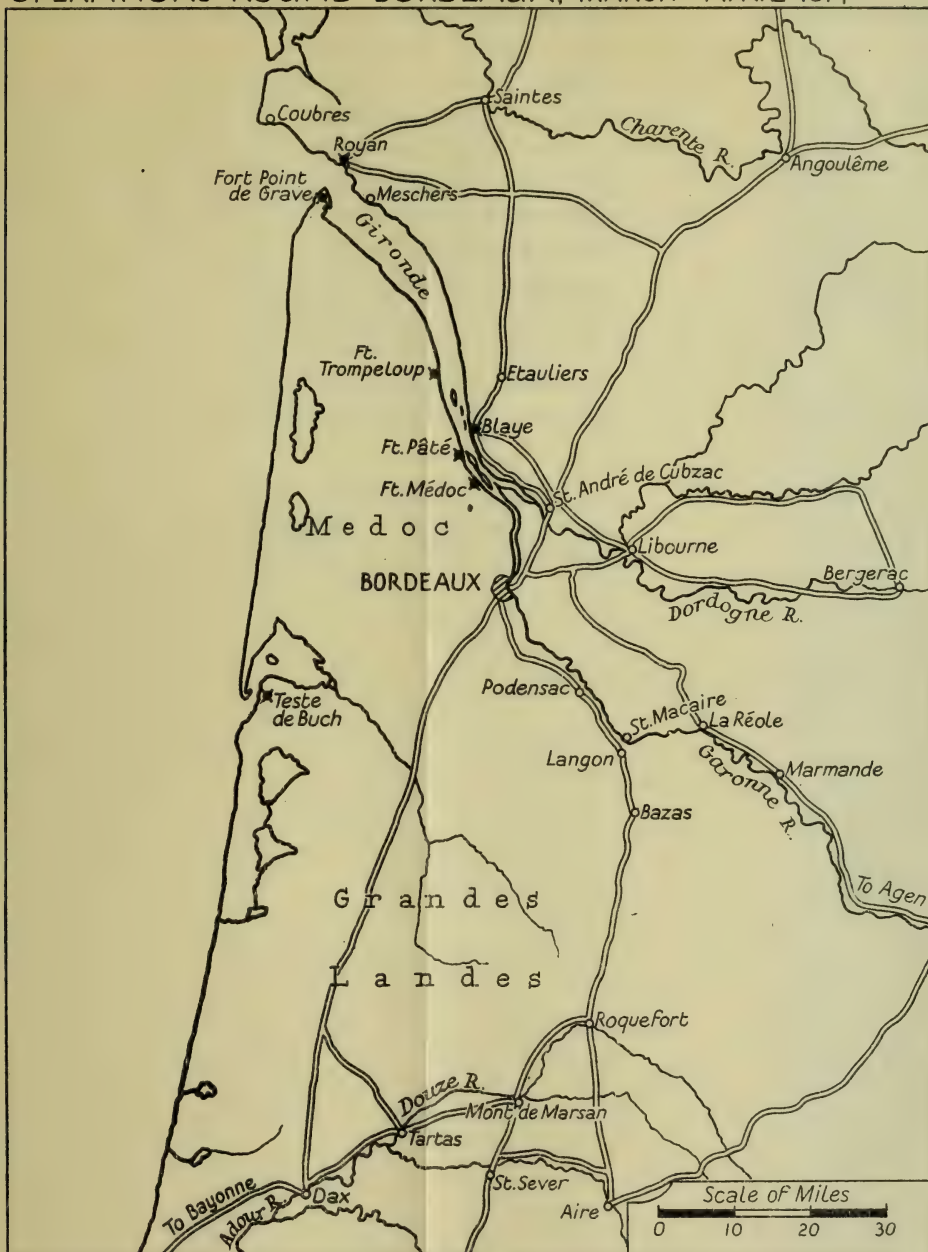 Saintes
Coubres
Charente R.
Royan
Angoulême
Fort Point
de Grave
Meschers
Gironde
Ft.
Trompeloup
Etauliers
Blaye
Ft. Pâté
Ft. Médoc
St. André de Cubzac
Medoc
Libourne
BORDEAUX
Bergerac
Dordogne R.
Podensac
Teste
de Buch
St. Macaire
La Réole
Langon
Garonne R.
Marmande
Bazas
To Agen
Grandes
Landes
Roquefort
Douze R.
Mont de Marsan
Tartas
St. Sever
To Bayonne
Dax
Adour R.
Aire
Scale of Miles
0 10 20 30